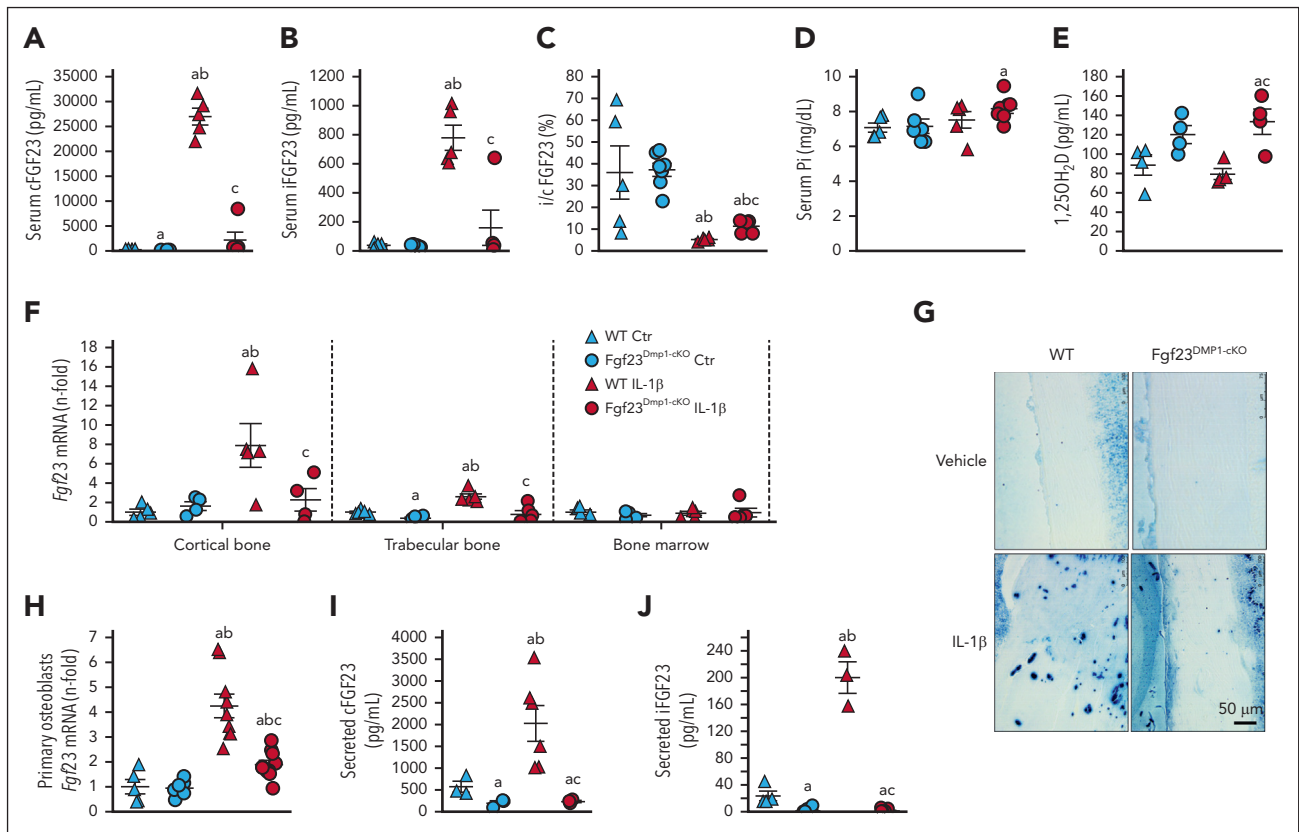 A
Serum cFGF23 (pg/mL)
35000
30000
25000
20000
15000
10000
5000
0
a
ab
c
B
Serum iFGF23 (pg/mL)
1200
1000
800
600
400
200
0
ab
c
C
i/c FGF23 (%)
80
70
60
50
40
30
20
10
0
ab
abc
D
Serum Pi (mg/dL)
10
8
6
4
2
0
a
E
1,25OH₂D (pg/mL)
180
160
140
120
100
80
60
40
20
0
ac
F
Fgf23 mRNA (n-fold)
18
16
14
12
10
8
6
4
2
0
ab
c
a
ab
c
WT Ctr
Fgf23^Dmp1-cKO Ctr
WT IL-1β
Fgf23^Dmp1-cKO IL-1β
Cortical bone
Trabecular bone
Bone marrow
G
WT
Fgf23^DMP1-cKO
Vehicle
IL-1β
50 μm
H
Primary osteoblasts
Fgf23 mRNA (n-fold)
7
6
5
4
3
2
1
0
ab
abc
I
Secreted cFGF23
(pg/mL)
4000
3500
3000
2500
2000
1500
1000
500
0
a
ab
ac
J
Secreted iFGF23
(pg/mL)
240
200
160
120
80
40
0
a
ab
ac